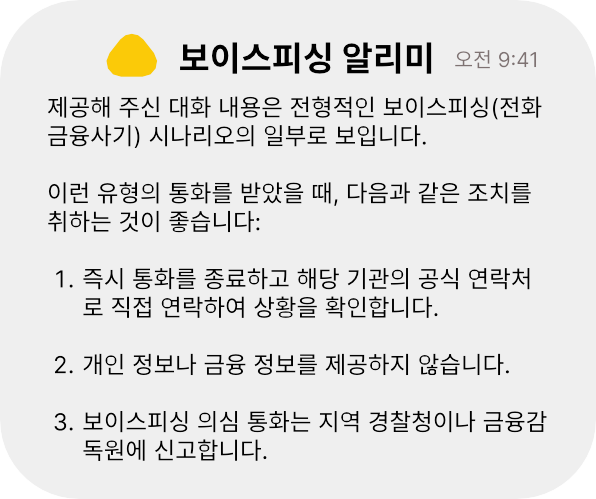 보이스피싱 알리미 오전 9:41
제공해 주신 대화 내용은 전형적인 보이스피싱(전화
금융사기) 시나리오의 일부로 보입니다.
이런 유형의 통화를 받았을 때, 다음과 같은 조치를
취하는 것이 좋습니다:
1. 즉시 통화를 종료하고 해당 기관의 공식 연락처
로 직접 연락하여 상황을 확인합니다.
2. 개인 정보나 금융 정보를 제공하지 않습니다.
3. 보이스피싱 의심 통화는 지역 경찰청이나 금융감
독원에 신고합니다.